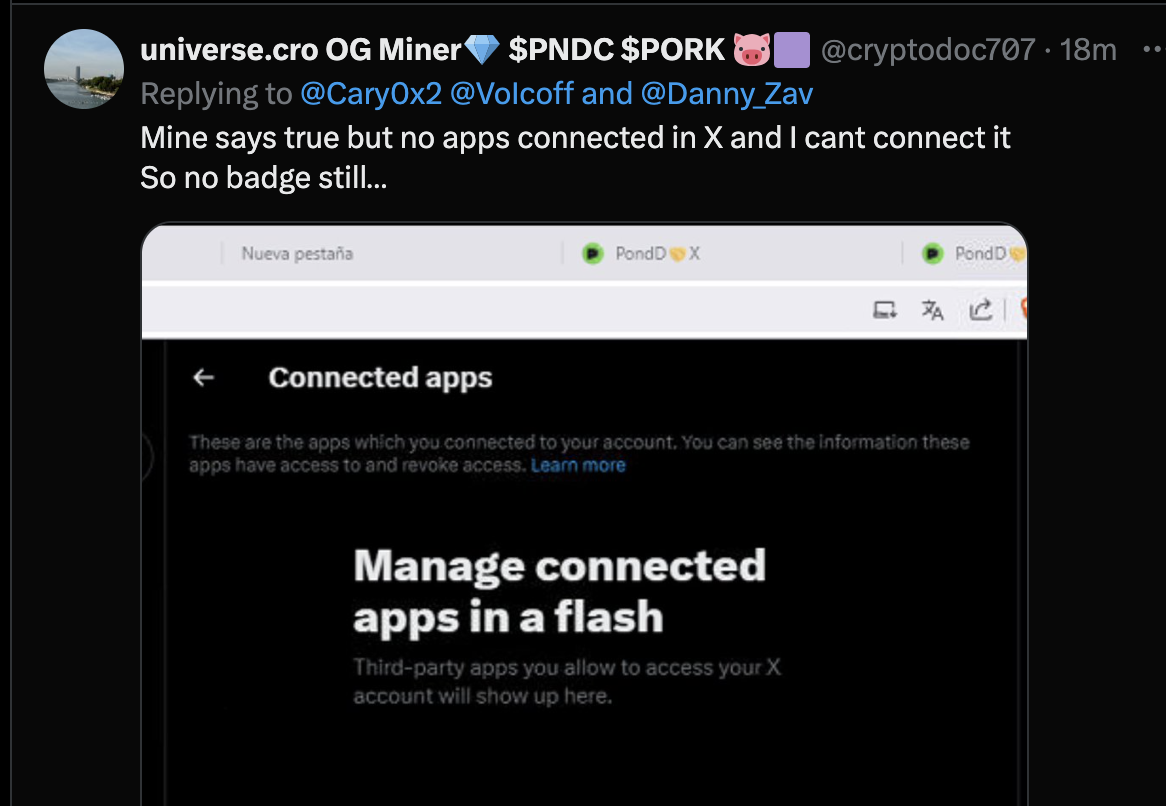 universe.cro OG Miner💎 $PNDC $PORK 🐷🟪 @cryptodoc707 · 18m
Replying to @Cary0x2 @Volcoff and @Danny_Zav
Mine says true but no apps connected in X and I cant connect it
So no badge still...
Nueva pestaña
PondD🤝X
PondD🤝
Connected apps
These are the apps which you connected to your account. You can see the information these
apps have access to and revoke access. Learn more
Manage connected
apps in a flash
Third-party apps you allow to access your X
account will show up here.